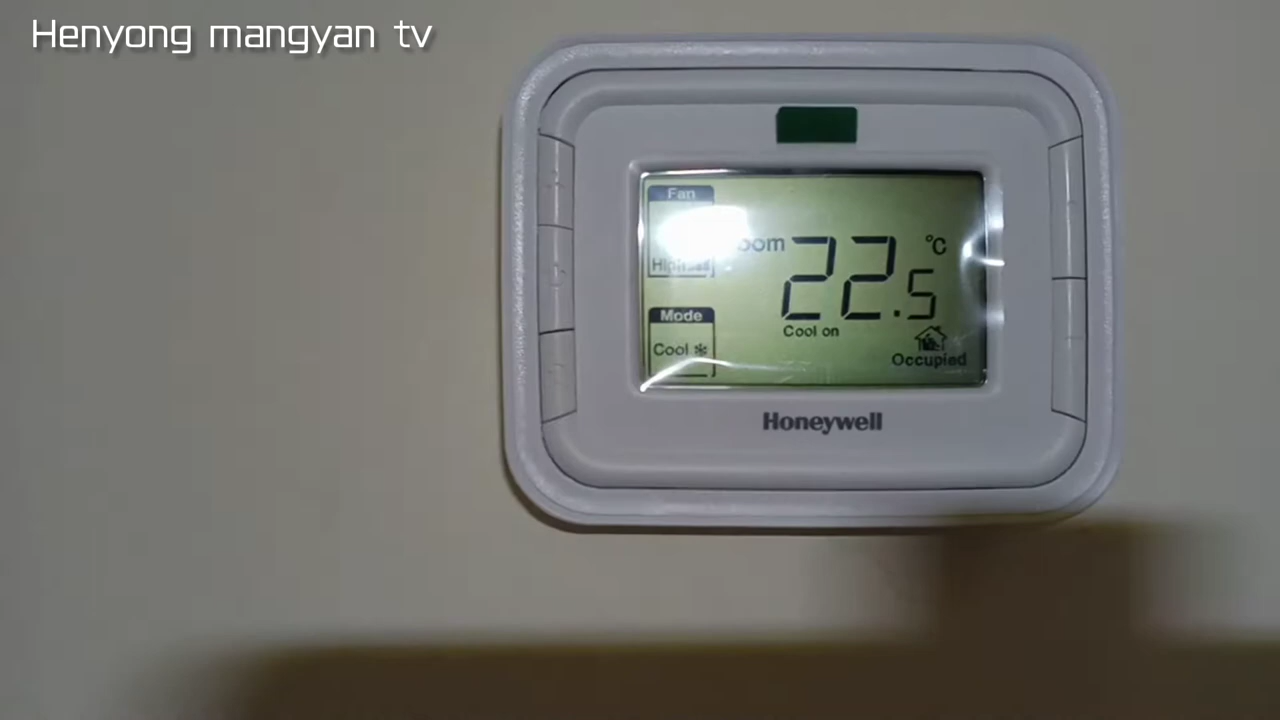 Henyong mangyan tv
Fan
22.5 °C
Cool on
Mode
Cool
Occupied
Honeywell